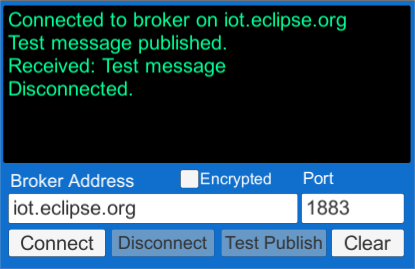 Connected to broker on iot.eclipse.org
Test message published.
Received: Test message
Disconnected.
Broker Address Encrypted Port
iot.eclipse.org 1883
Connect Disconnect Test Publish Clear